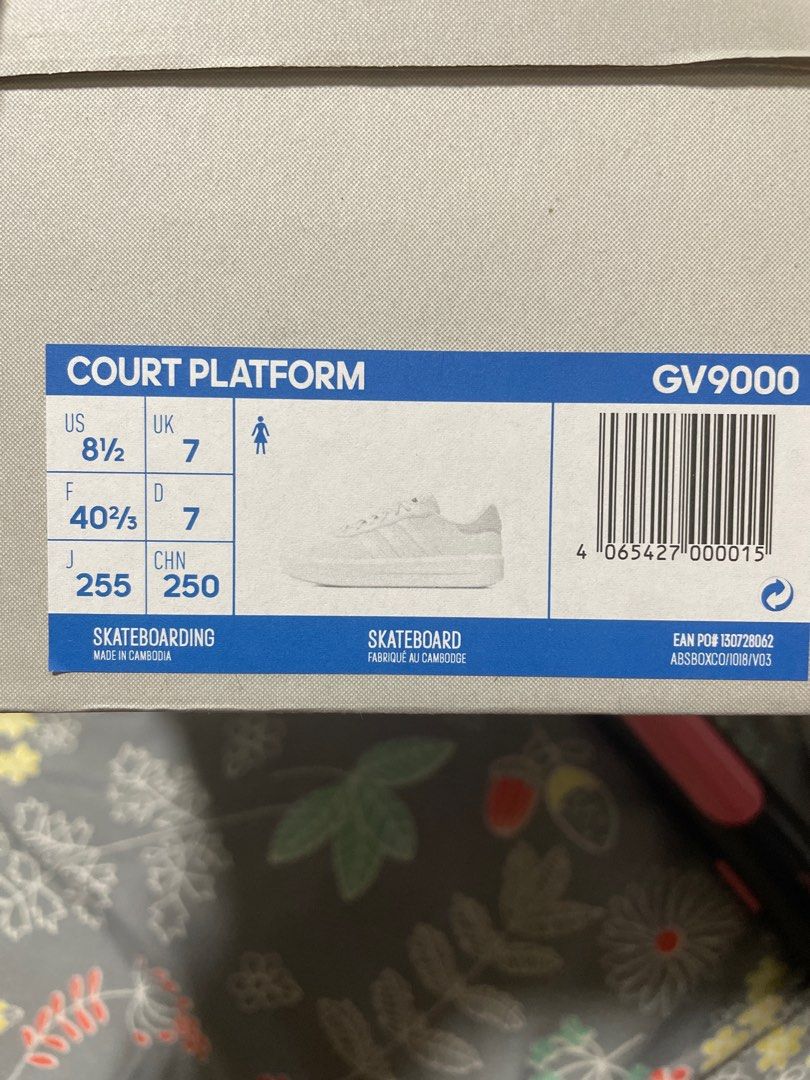 COURT PLATFORM GV9000
US 8½ UK 7
F 40⅔ D 7
J 255 CHN 250
4 065427 000015
SKATEBOARDING SKATEBOARD EAN PO# 130728062
MADE IN CAMBODIA FABRIQUÉ AU CAMBODGE ABSBOXCO/1018/V03